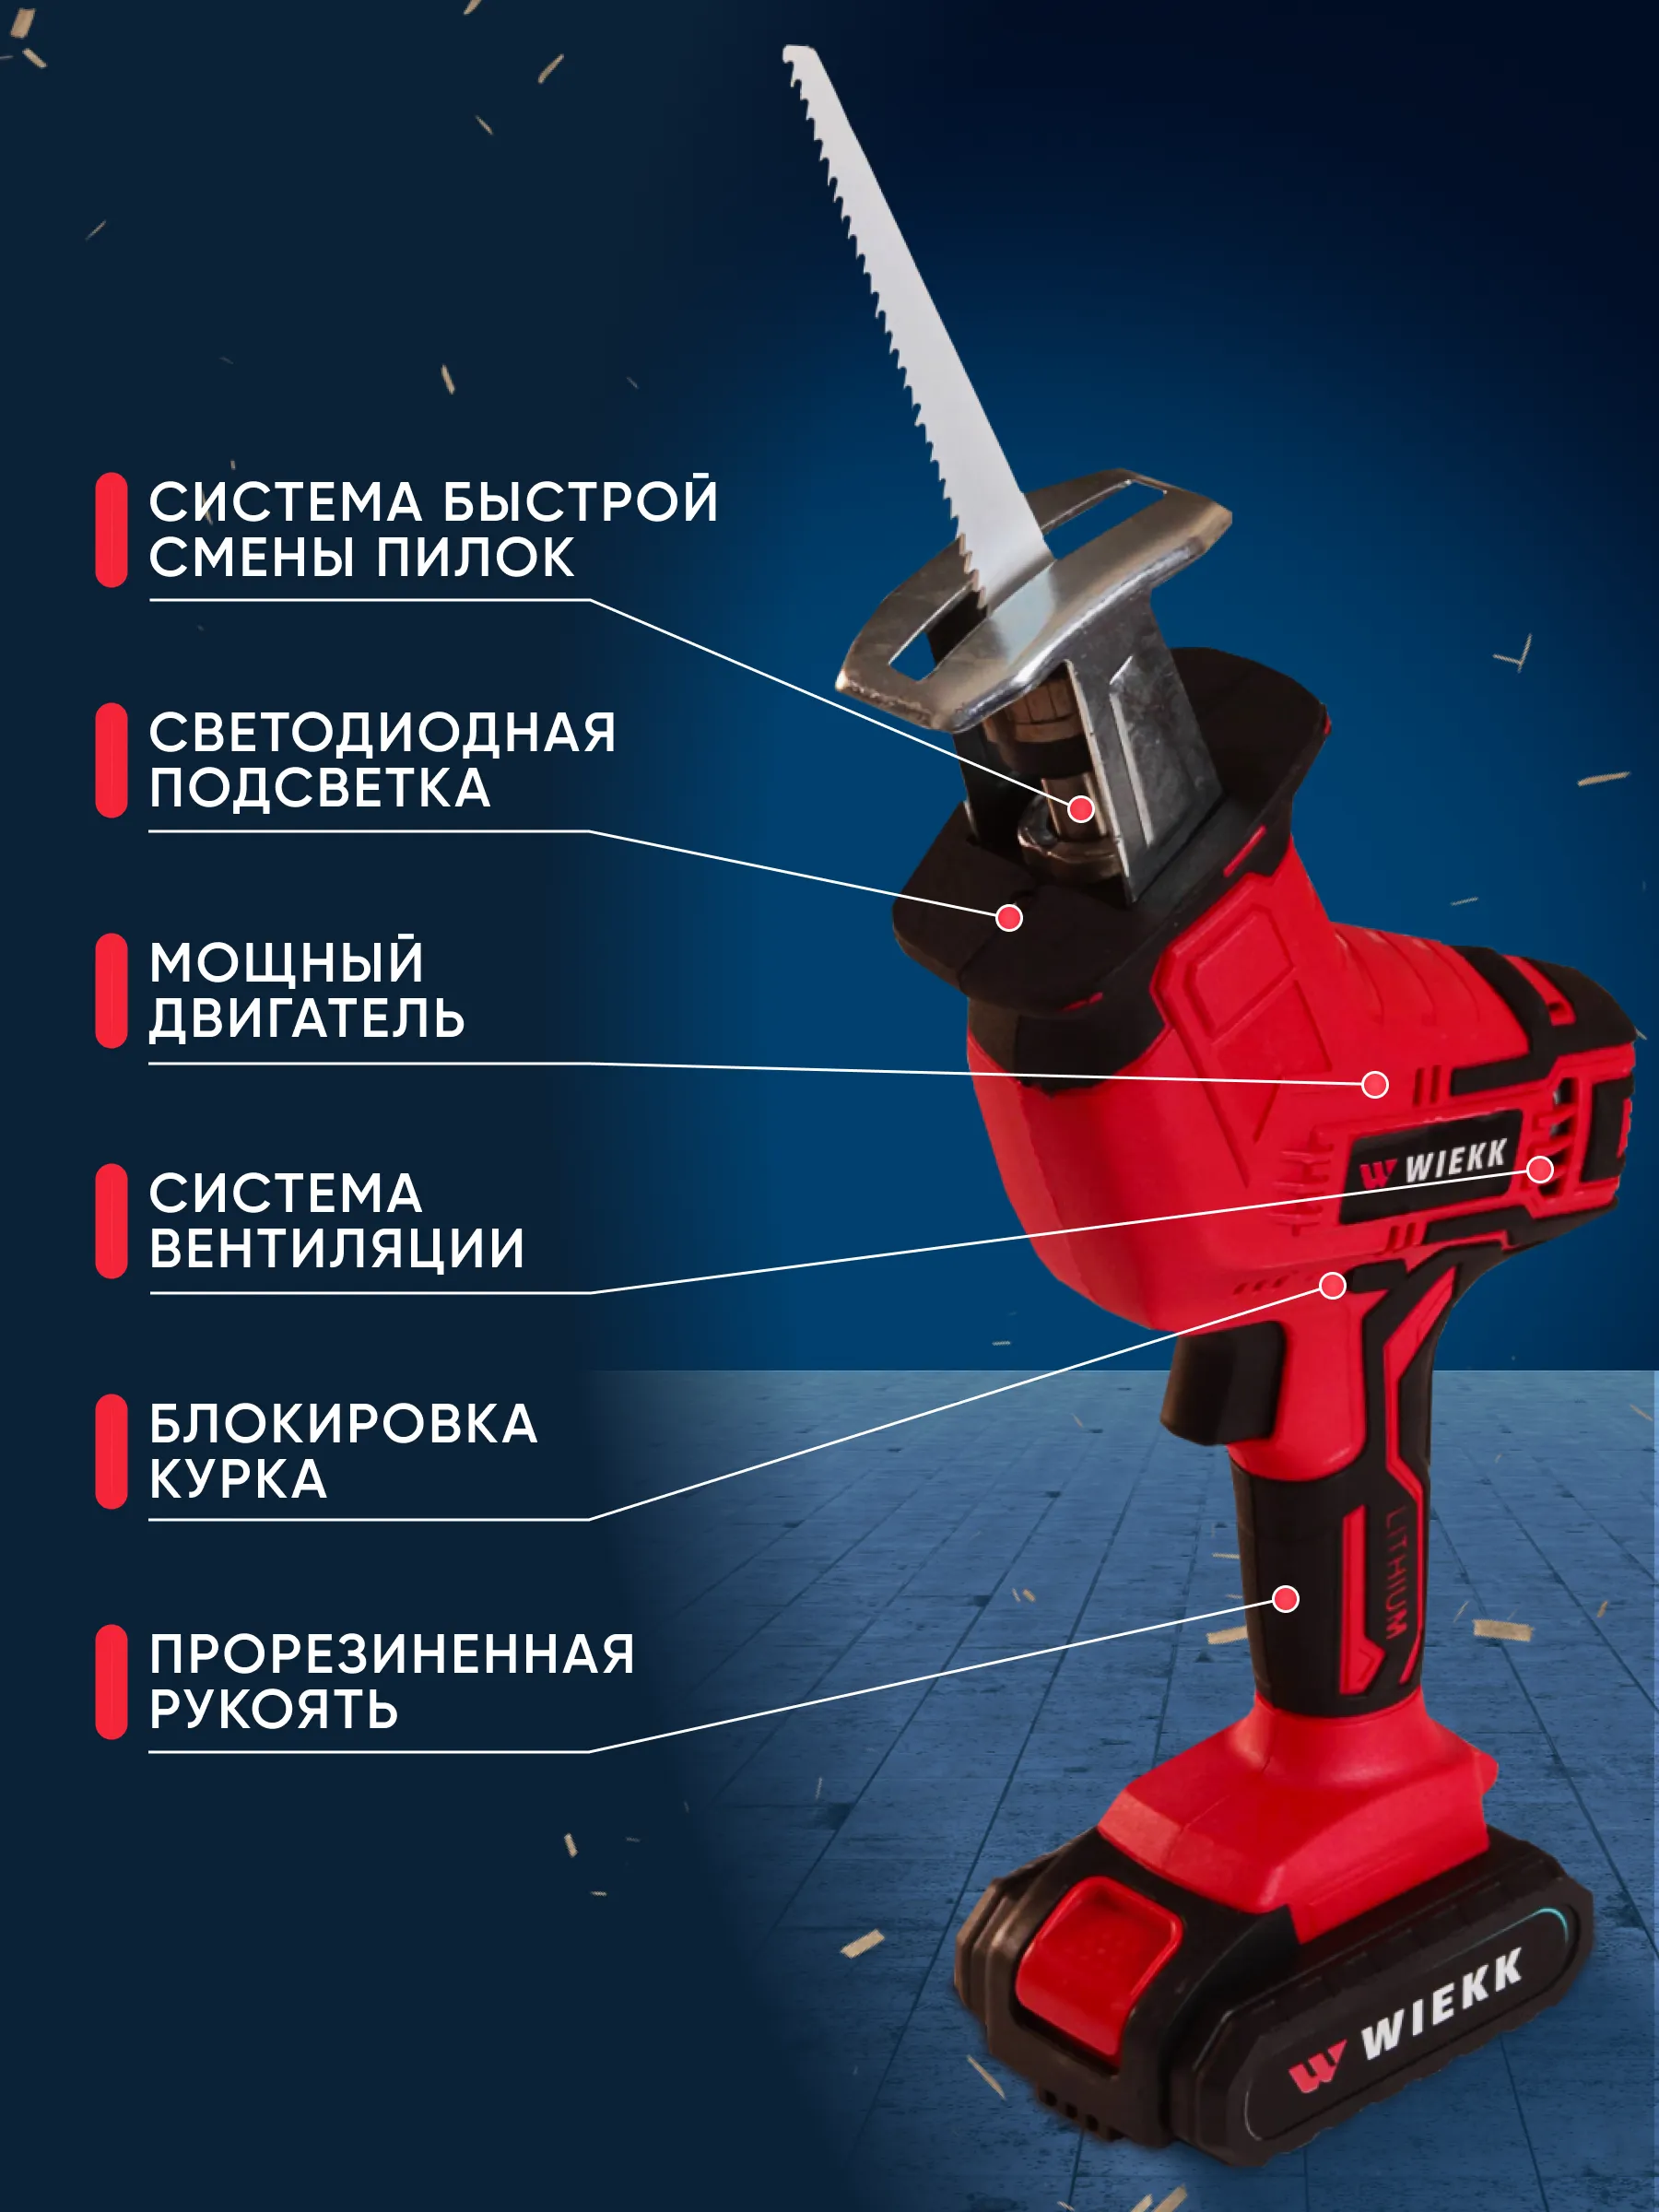 СИСТЕМА БЫСТРОЙ
СМЕНЫ ПИЛОК
СВЕТОДИОДНАЯ
ПОДСВЕТКА
МОЩНЫЙ
ДВИГАТЕЛЬ
СИСТЕМА
ВЕНТИЛЯЦИИ
БЛОКИРОВКА
КУРКА
ПРОРЕЗИНЕННАЯ
РУКОЯТЬ
WIEKK
LITHIUM
WIEKK